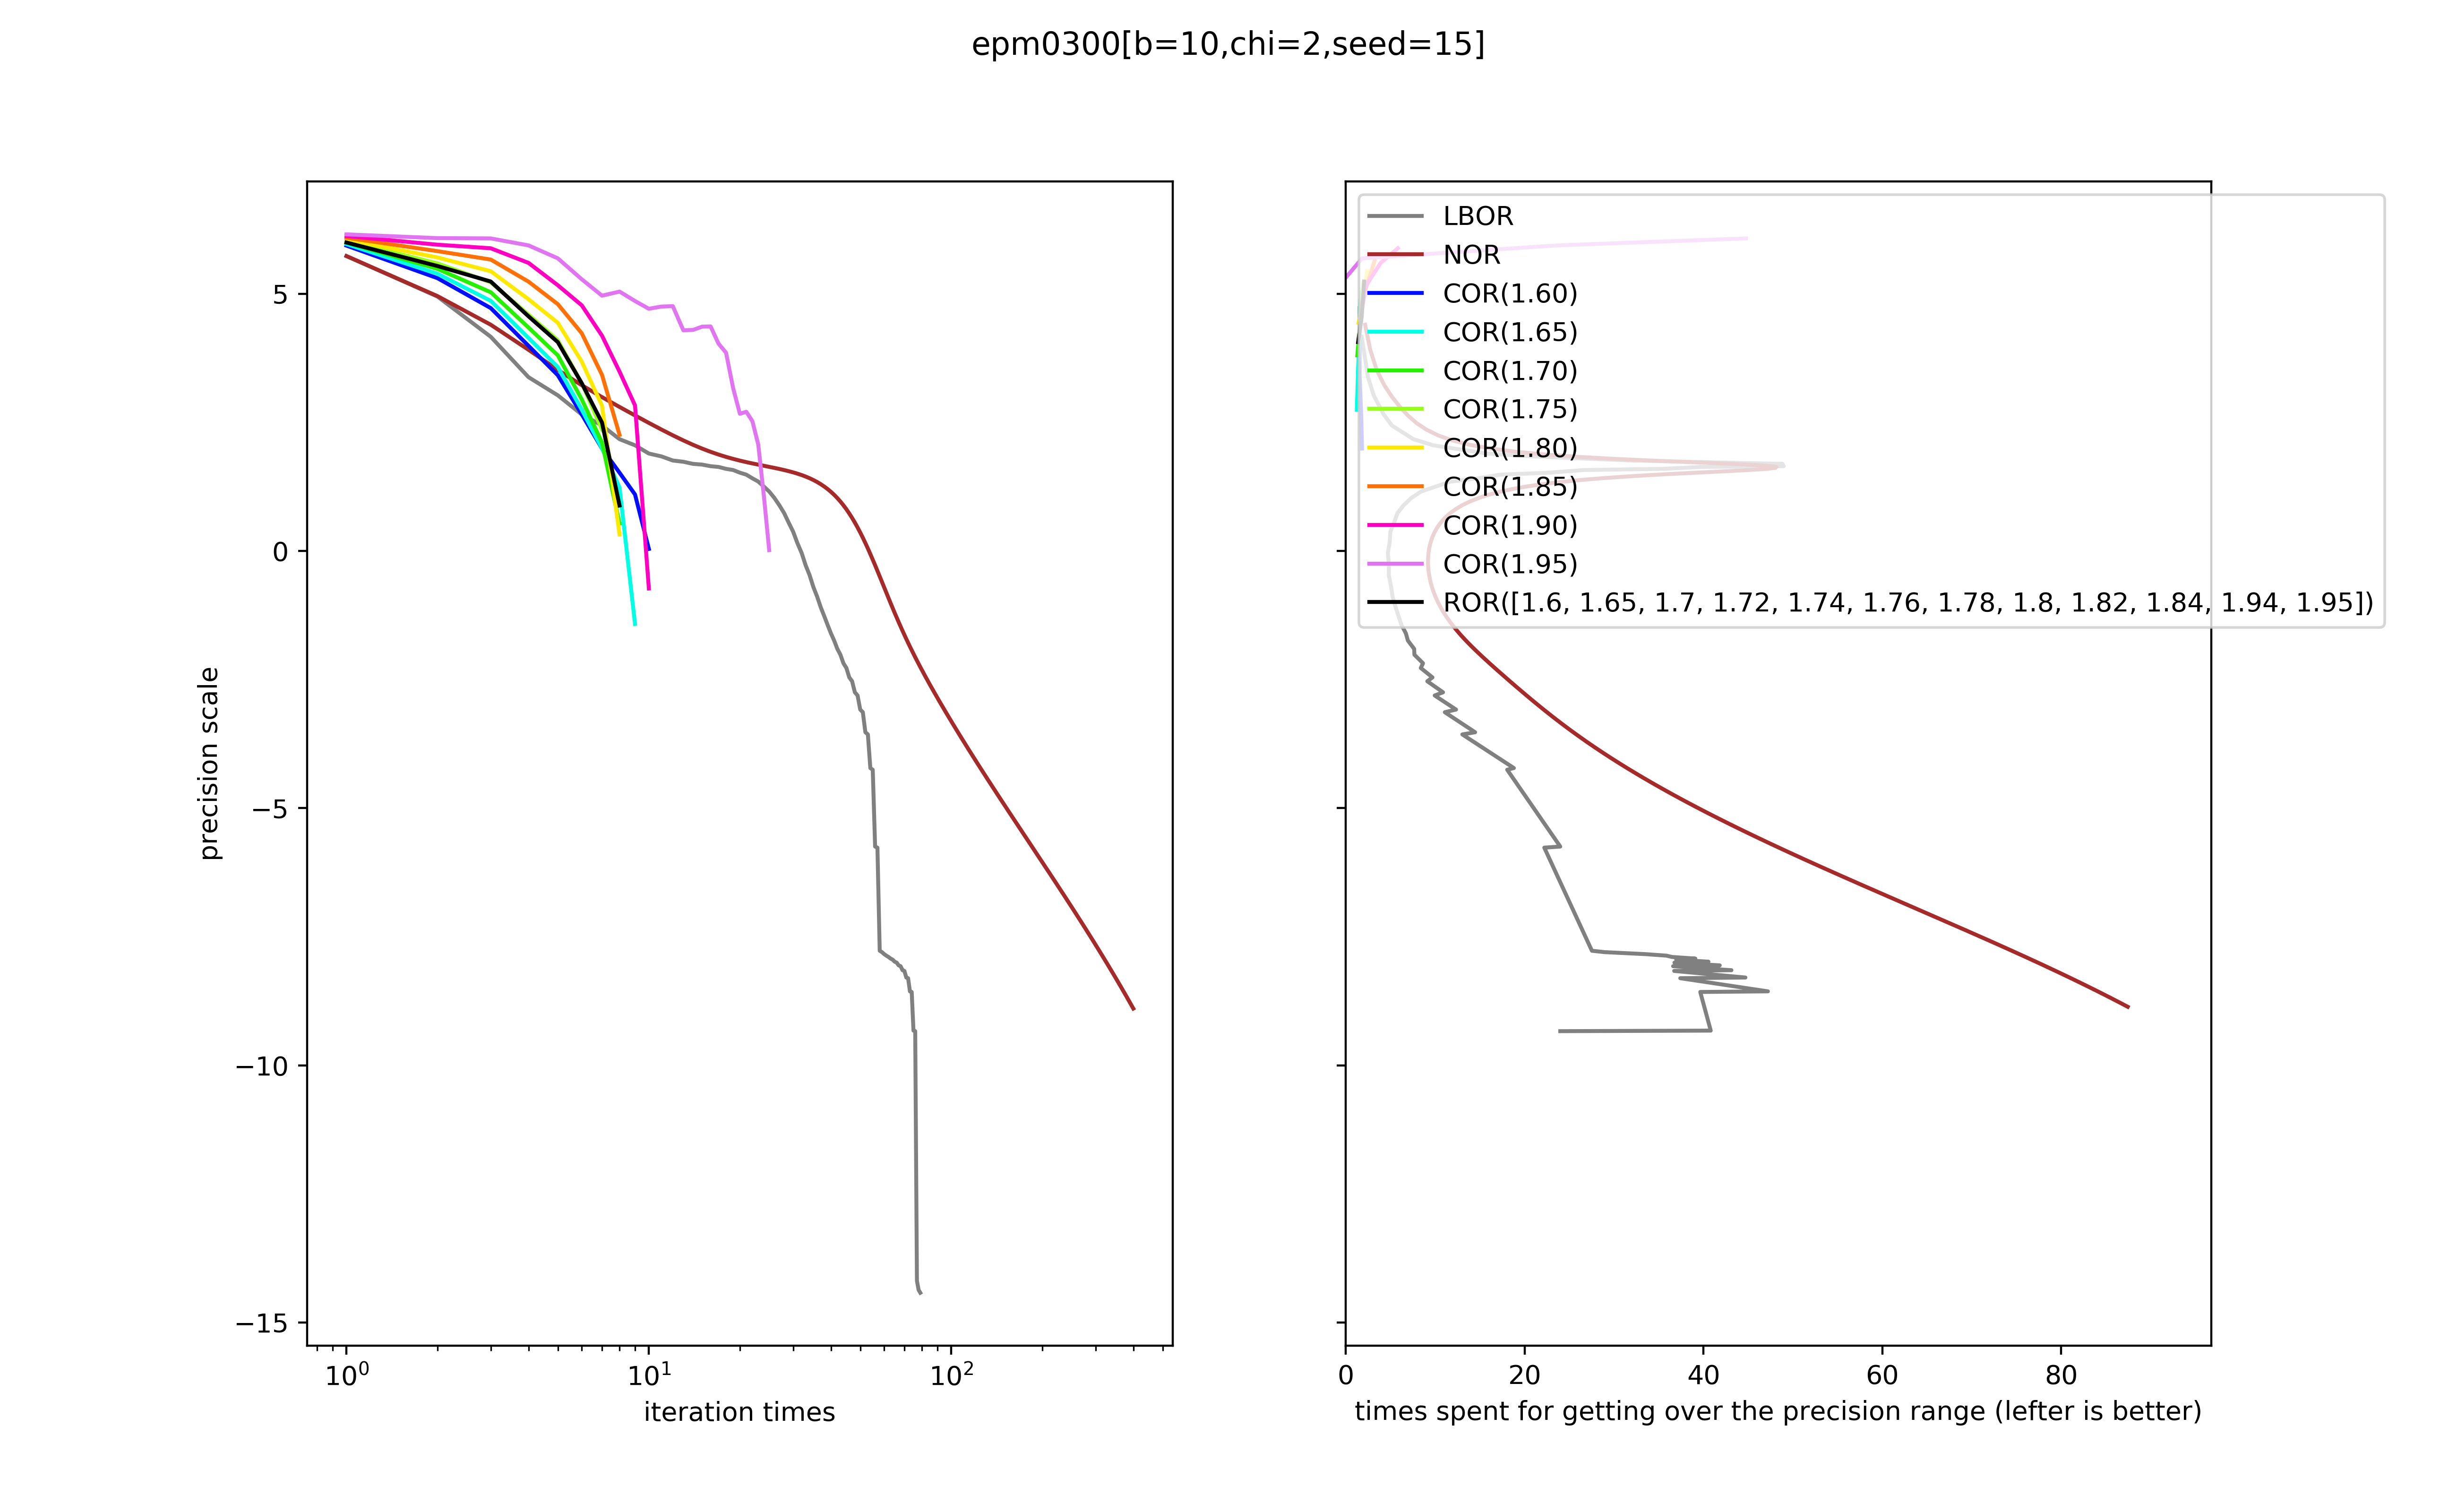 epm0300[b=10,chi=2,seed=15]
precision scale
5
0
−5
−10
−15
10⁰
10¹
10²
iteration times
LBOR
NOR
COR(1.60)
COR(1.65)
COR(1.70)
COR(1.75)
COR(1.80)
COR(1.85)
COR(1.90)
COR(1.95)
ROR([1.6, 1.65, 1.7, 1.72, 1.74, 1.76, 1.78, 1.8, 1.82, 1.84, 1.94, 1.95])
0 20 40 60 80
times spent for getting over the precision range (lefter is better)